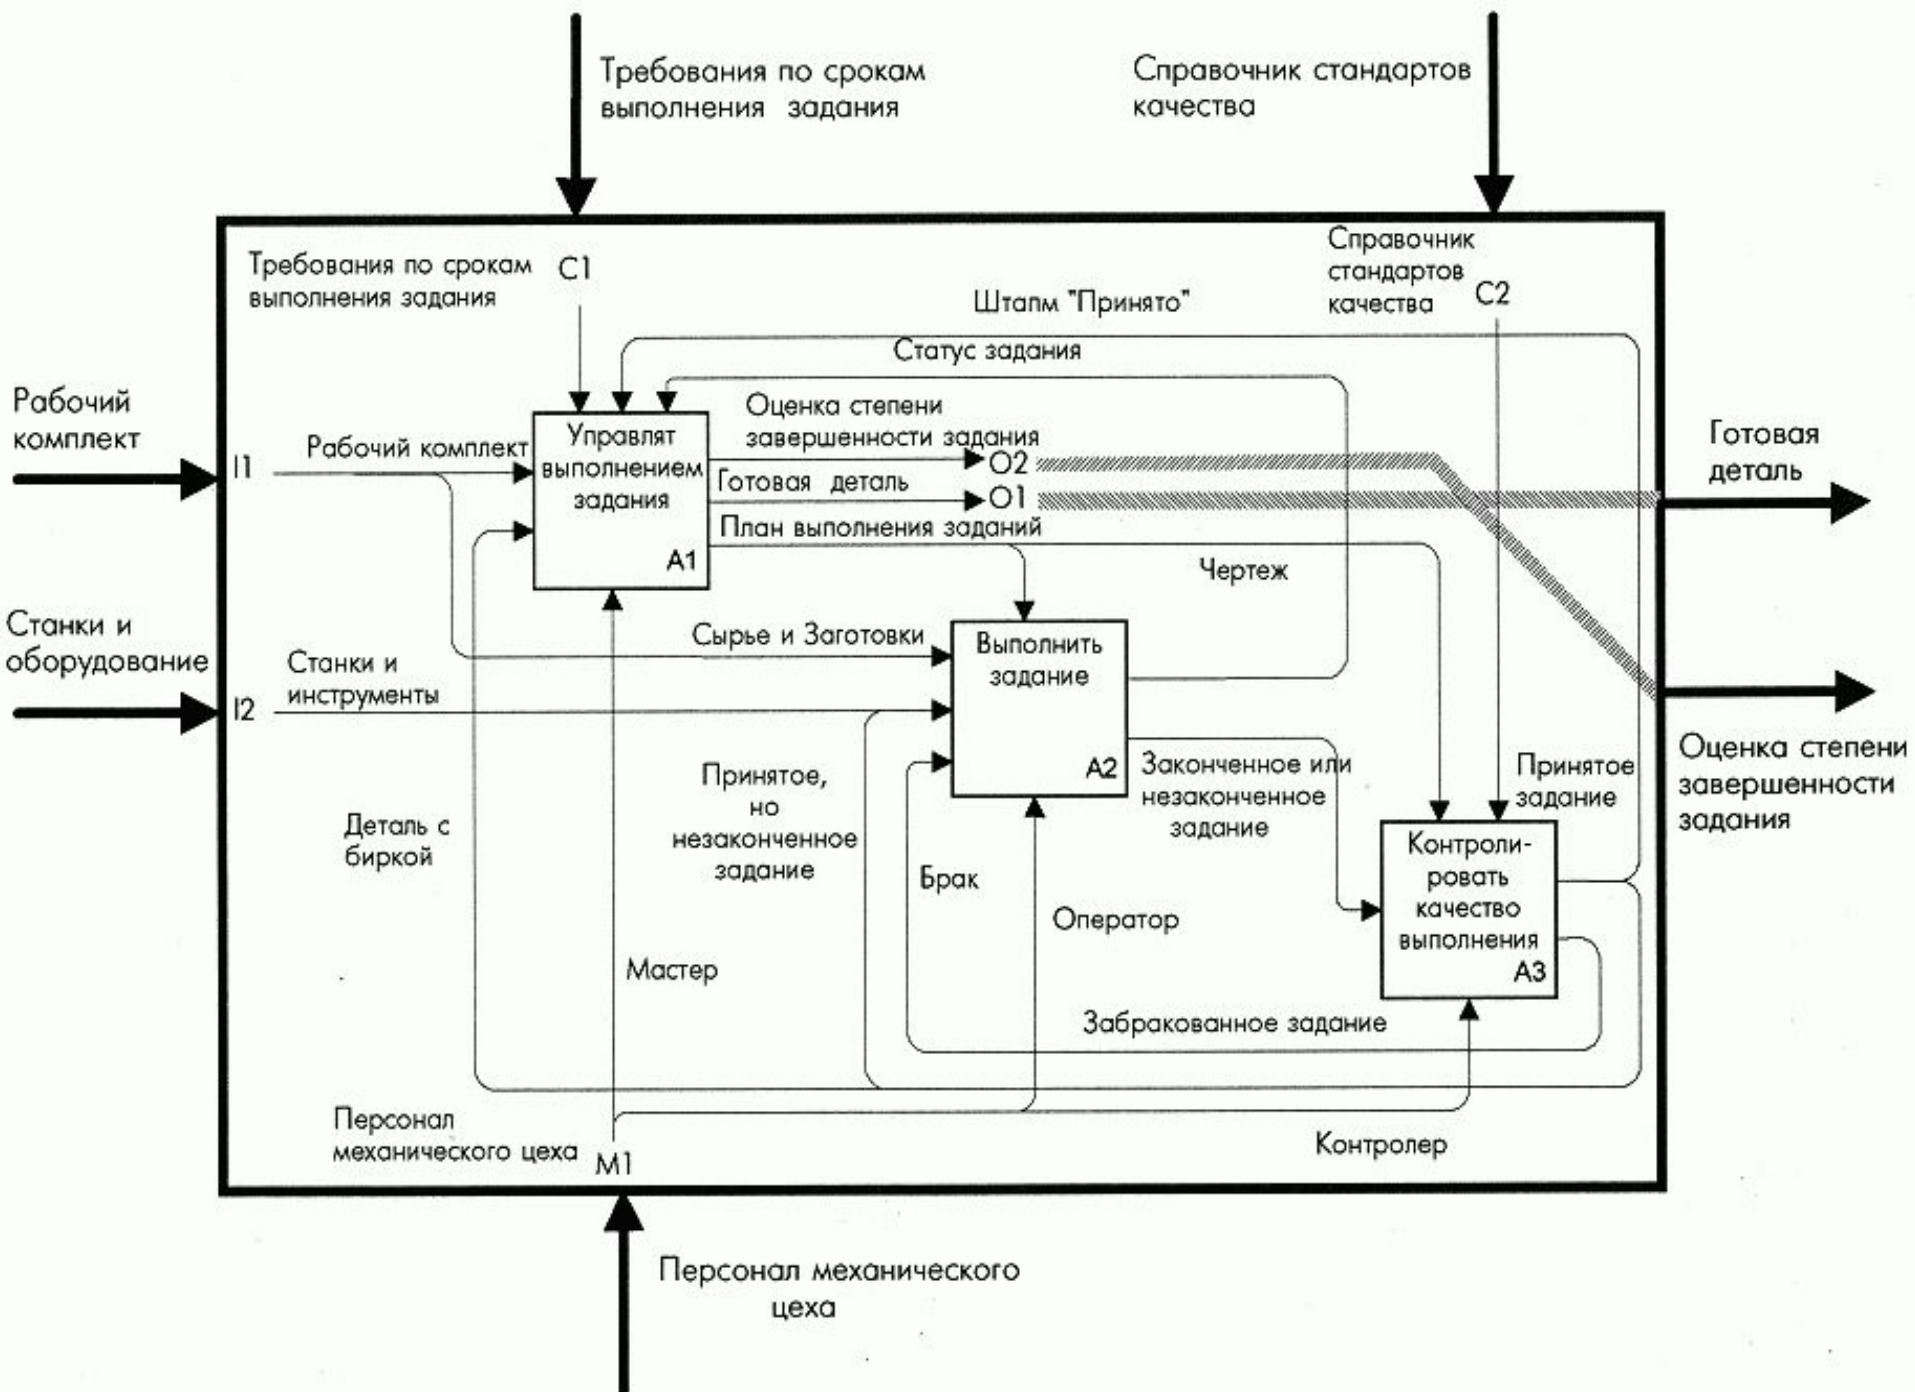 Требования по срокам
выполнения задания
Справочник стандартов
качества
Требования по срокам
выполнения задания
C1
Справочник
стандартов
качества
C2
Штапм "Принято"
Статус задания
Рабочий
комплект
I1
Рабочий комплект
Управлят
выполнением
задания
A1
Оценка степени
завершенности задания
O2
Готовая деталь
O1
План выполнения заданий
Готовая
деталь
Чертеж
Станки и
оборудование
I2
Станки и
инструменты
Сырье и Заготовки
Выполнить
задание
A2
Законченное или
незаконченное
задание
Принятое
задание
Оценка степени
завершенности
задания
Принятое,
но
незаконченное
задание
Деталь с
биркой
Брак
Оператор
Контроли-
ровать
качество
выполнения
A3
Мастер
Забракованное задание
Персонал
механического цеха
M1
Контролер
Персонал механического
цеха